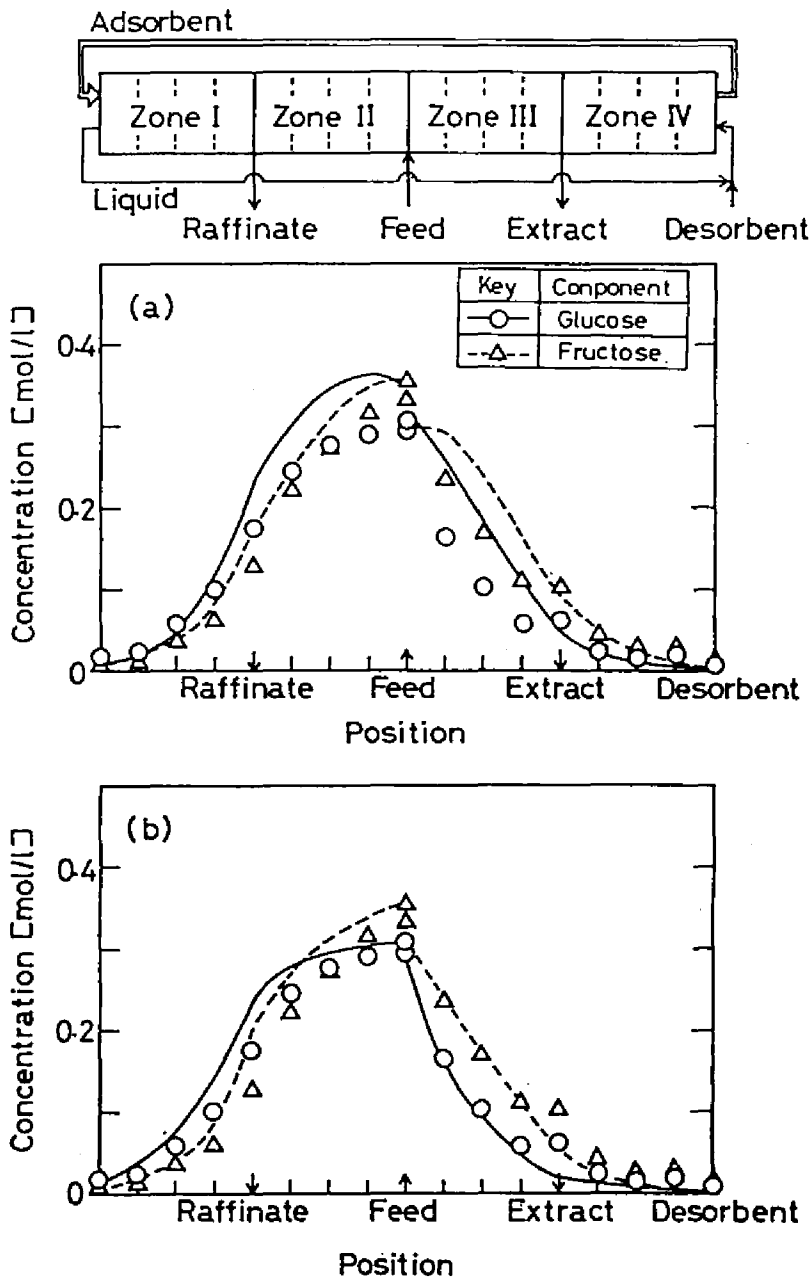 Adsorbent
Zone I Zone II Zone III Zone IV
Liquid
Raffinate Feed Extract Desorbent
(a)
Key Conponent
Glucose
Fructose
Concentration [mol/l]
0.4
0.2
0
Raffinate Feed Extract Desorbent
Position
(b)
Concentration [mol/l]
0.4
0.2
0
Raffinate Feed Extract Desorbent
Position